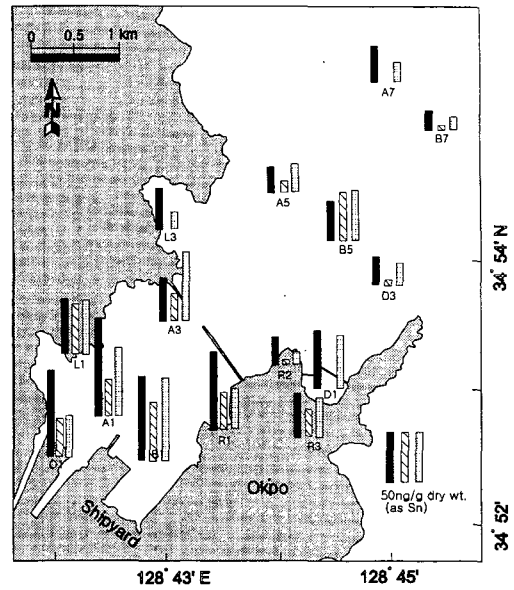 0 0.5 1 km
N
A7
B7
A5
L3
B5
34 54 N
D3
A3
L1
R2
D1
A1
R1
R3
Okpo
Shipyard
50ng/g dry wt.
(as Sn)
34 52
128 43' E
128 45'